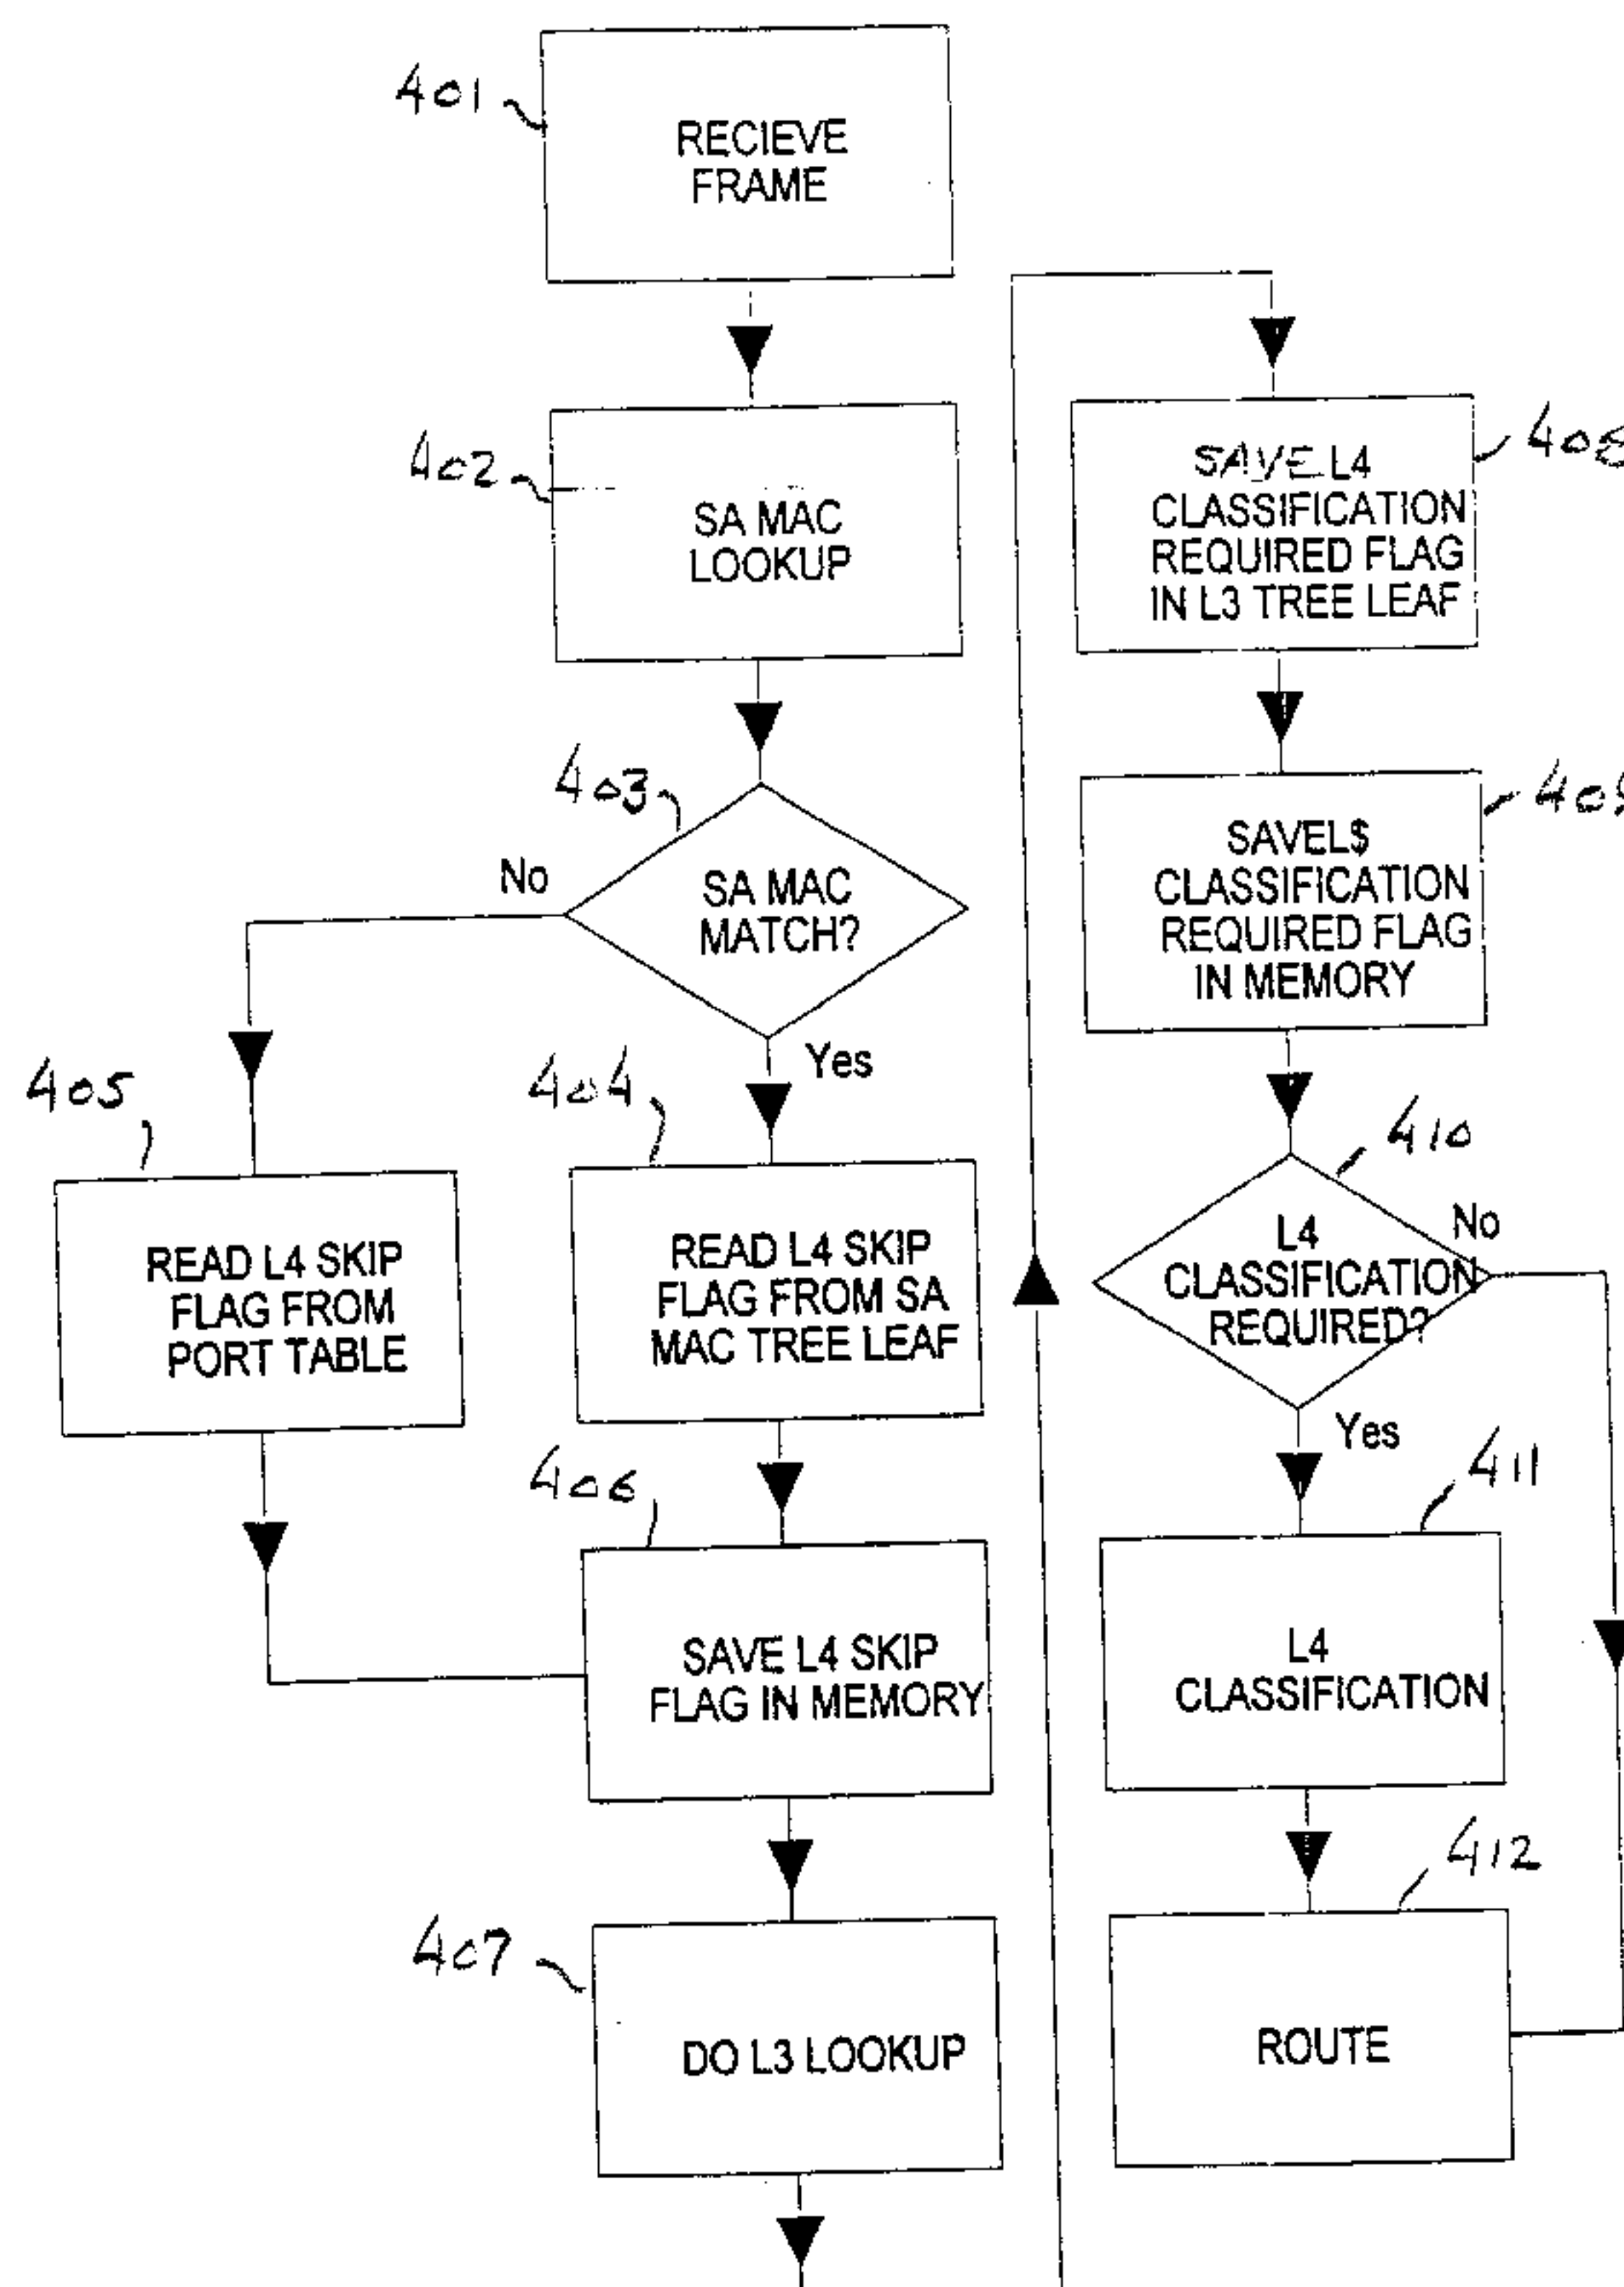 401
RECIEVE
FRAME
402
SA MAC
LOOKUP
403
SA MAC
MATCH?
No
Yes
405
READ L4 SKIP
FLAG FROM
PORT TABLE
404
READ L4 SKIP
FLAG FROM SA
MAC TREE LEAF
406
SAVE L4 SKIP
FLAG IN MEMORY
407
DO L3 LOOKUP
408
SAVE L4
CLASSIFICATION
REQUIRED FLAG
IN L3 TREE LEAF
409
SAVEL$
CLASSIFICATION
REQUIRED FLAG
IN MEMORY
410
L4
CLASSIFICATION
REQUIRED?
No
Yes
411
L4
CLASSIFICATION
412
ROUTE